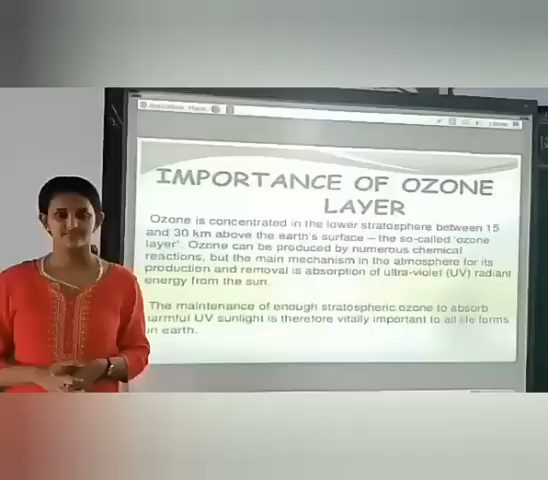 IMPORTANCE OF OZONE
LAYER
Ozone is concentrated in the lower stratosphere between 15
and 30 km above the earth's surface – the so-called 'ozone
layer'. Ozone can be produced by numerous chemical
reactions, but the main mechanism in the atmosphere for its
production and removal is absorption of ultra-violet (UV) radiant
energy from the sun.
The maintenance of enough stratospheric ozone to absorb
harmful UV sunlight is therefore vitally important to all life forms
in earth.